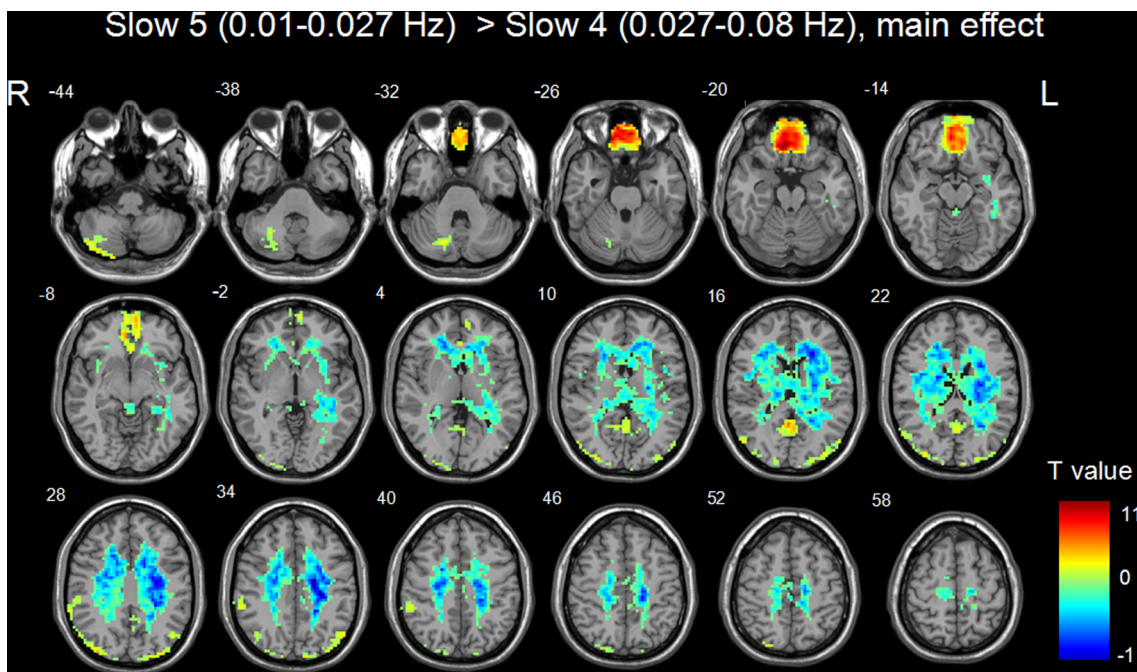 Slow 5 (0.01-0.027 Hz) > Slow 4 (0.027-0.08 Hz), main effect
R
L
-44 -38 -32 -26 -20 -14
-8 -2 4 10 16 22
28 34 40 46 52 58
T value
11
0
-1